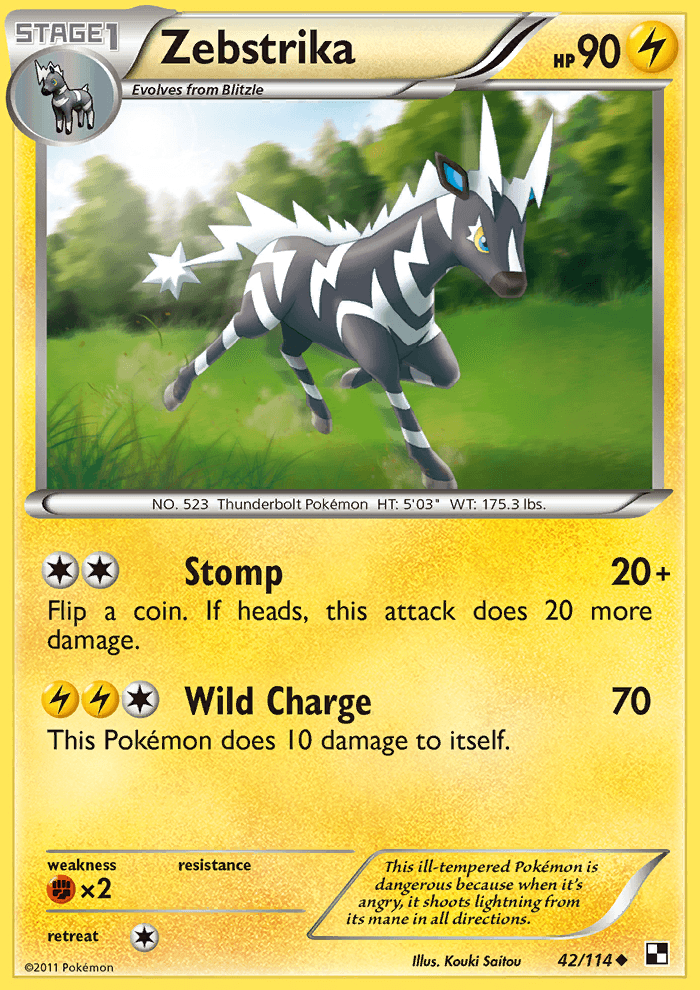 STAGE1
Zebstrika
HP90
Evolves from Blitzle
NO. 523 Thunderbolt Pokémon HT: 5'03" WT: 175.3 lbs.
Stomp 20+
Flip a coin. If heads, this attack does 20 more
damage.
Wild Charge 70
This Pokémon does 10 damage to itself.
weakness resistance
×2
retreat
This ill-tempered Pokémon is
dangerous because when it's
angry, it shoots lightning from
its mane in all directions.
Illus. Kouki Saitou 42/114
©2011 Pokémon